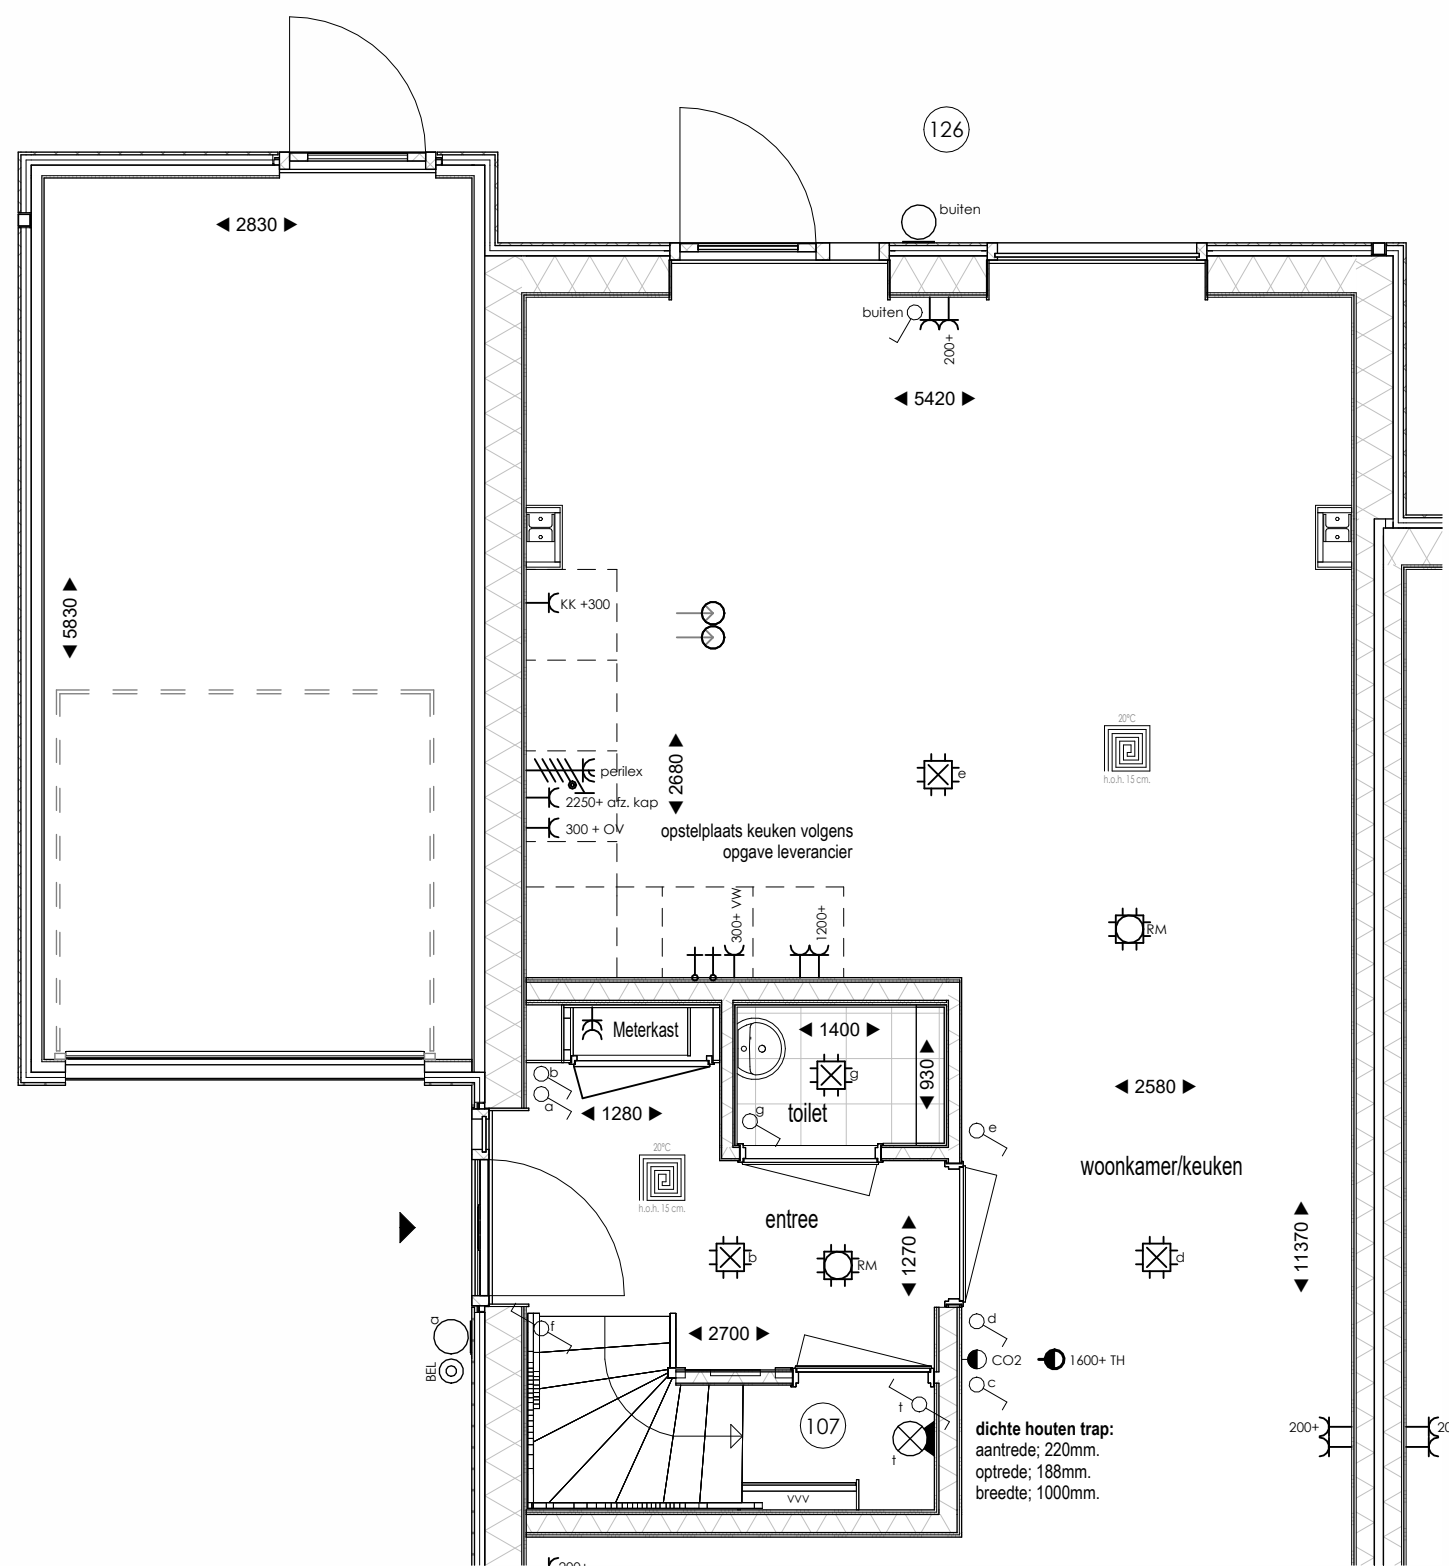 126
buiten
2830
buiten
200+
5420
KK +300
5830
20°C
h.o.h. 15 cm.
perilex
2680
e
2250+ afz. kap
300 + OV
opstelplaats keuken volgens
opgave leverancier
300+ VW
1200+
RM
Meterkast
1400
g
930
b
a
1280
g
toilet
2580
e
20°C
h.o.h. 15 cm.
woonkamer/keuken
entree
1270
11370
b
RM
d
a
f
2700
d
BEL
CO2
1600+ TH
c
t
107
t
200+
20
dichte houten trap:
aantrede; 220mm.
optrede; 188mm.
breedte; 1000mm.
VVV